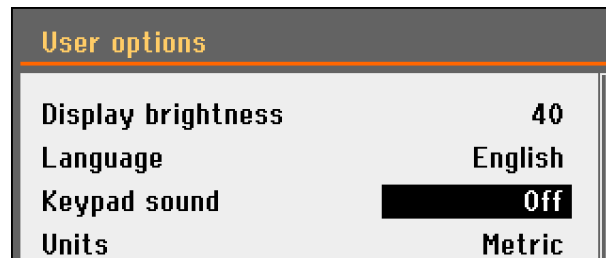 User options
Display brightness 40
Language English
Keypad sound Off
Units Metric